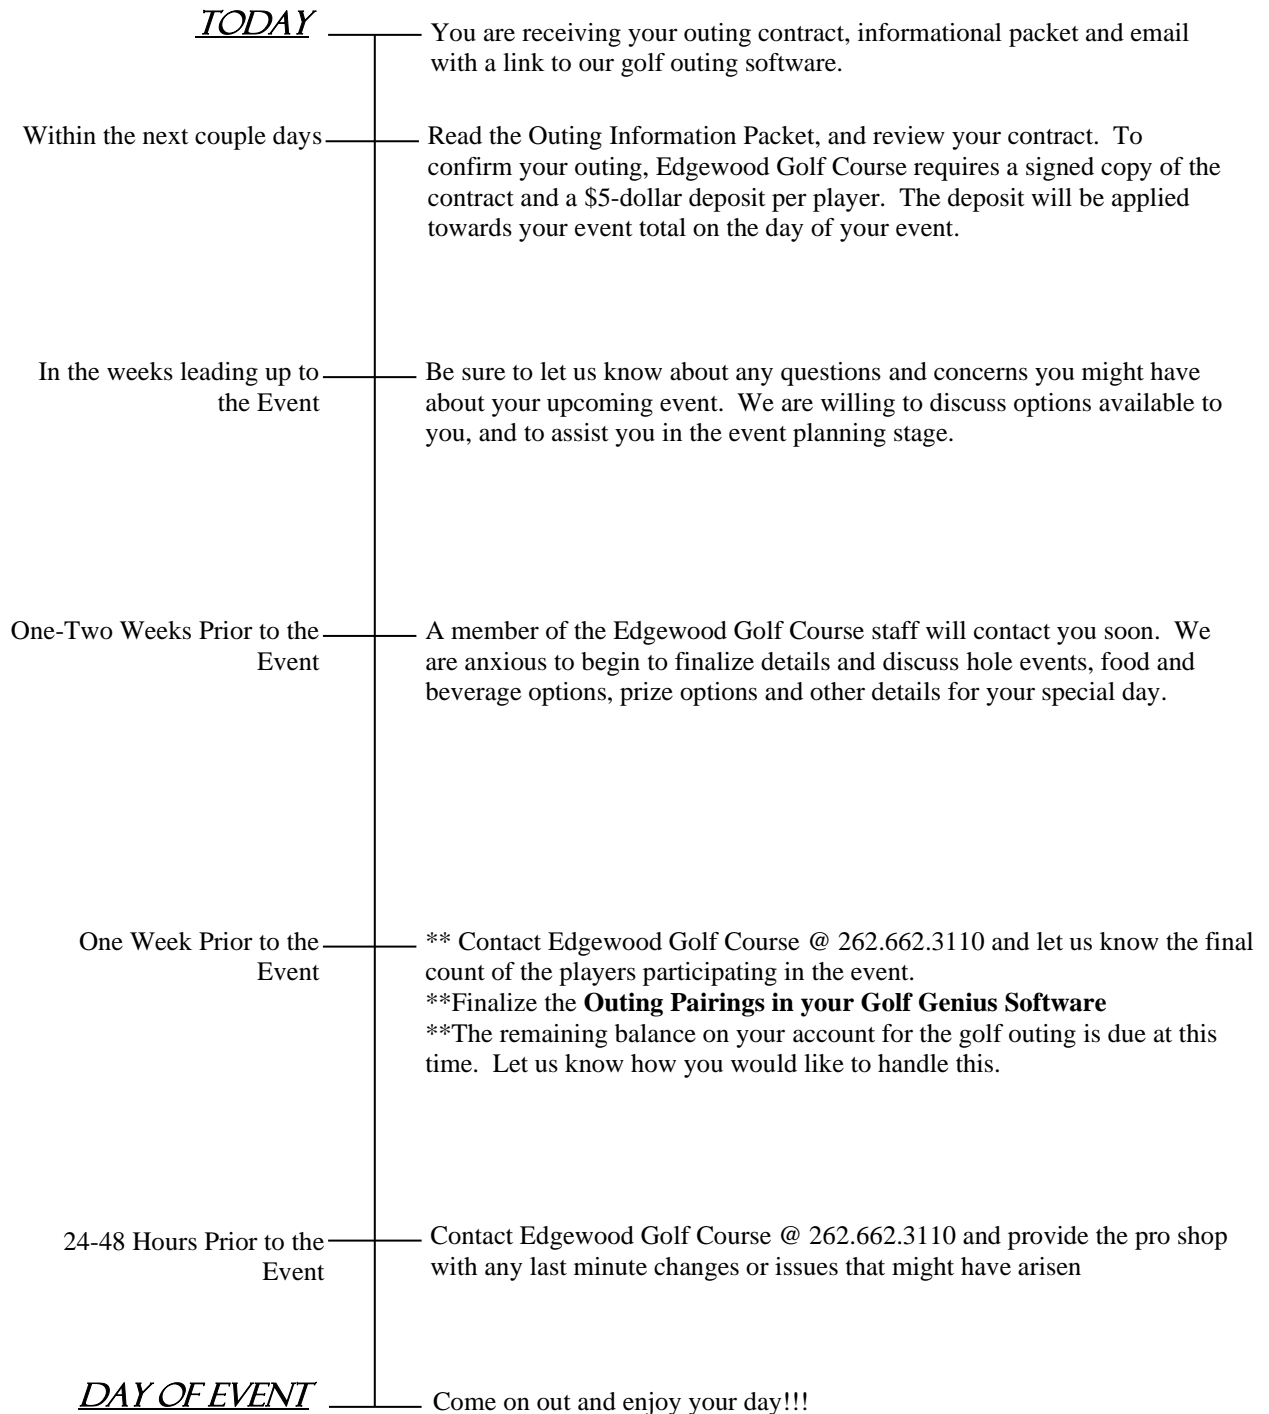 TODAY
You are receiving your outing contract, informational packet and email
with a link to our golf outing software.
Within the next couple days
Read the Outing Information Packet, and review your contract.  To
confirm your outing, Edgewood Golf Course requires a signed copy of the
contract and a $5-dollar deposit per player.  The deposit will be applied
towards your event total on the day of your event.
In the weeks leading up to
the Event
Be sure to let us know about any questions and concerns you might have
about your upcoming event.  We are willing to discuss options available to
you, and to assist you in the event planning stage.
One-Two Weeks Prior to the
Event
A member of the Edgewood Golf Course staff will contact you soon.  We
are anxious to begin to finalize details and discuss hole events, food and
beverage options, prize options and other details for your special day.
One Week Prior to the
Event
** Contact Edgewood Golf Course @ 262.662.3110 and let us know the final
count of the players participating in the event.
**Finalize the Outing Pairings in your Golf Genius Software
**The remaining balance on your account for the golf outing is due at this
time.  Let us know how you would like to handle this.
24-48 Hours Prior to the
Event
Contact Edgewood Golf Course @ 262.662.3110 and provide the pro shop
with any last minute changes or issues that might have arisen
DAY OF EVENT
Come on out and enjoy your day!!!